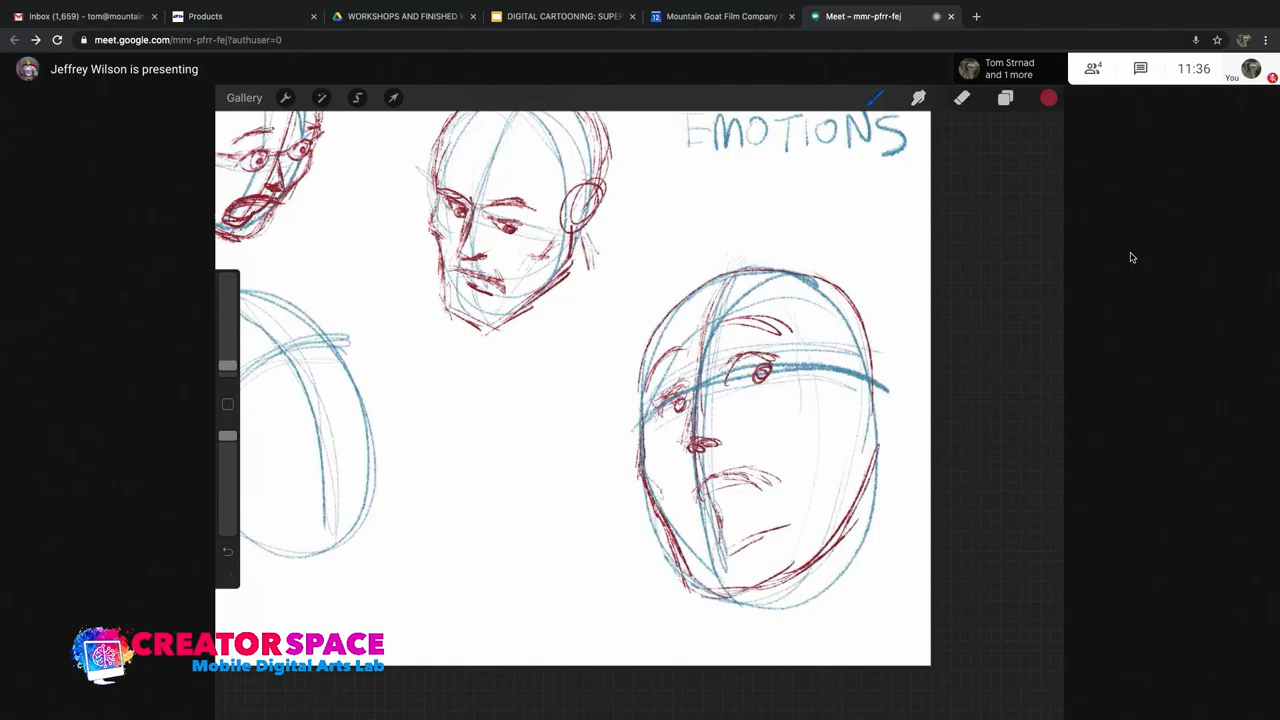 Inbox (1,659) - tom@mountain
Products
WORKSHOPS AND FINISHED W
DIGITAL CARTOONING: SUPER
Mountain Goat Film Company
Meet – mmr-pfrr-fej
meet.google.com/mmr-pfrr-fej?authuser=0
Jeffrey Wilson is presenting
Tom Strnad
and 1 more
4
11:36
You
Gallery
EMOTIONS
CREATOR SPACE
Mobile Digital Arts Lab